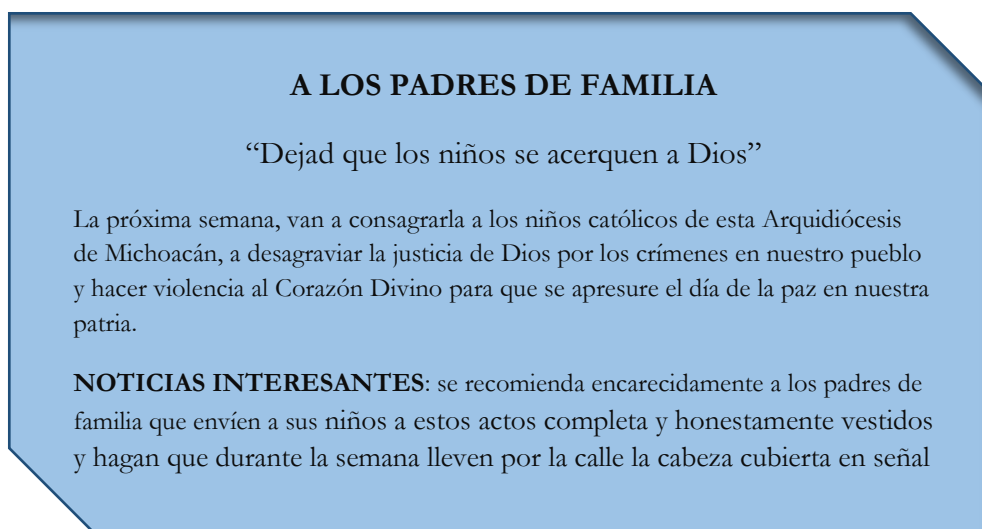 A LOS PADRES DE FAMILIA
“Dejad que los niños se acerquen a Dios”
La próxima semana, van a consagrarla a los niños católicos de esta Arquidiócesis
de Michoacán, a desagraviar la justicia de Dios por los crímenes en nuestro pueblo
y hacer violencia al Corazón Divino para que se apresure el día de la paz en nuestra
patria.
NOTICIAS INTERESANTES: se recomienda encarecidamente a los padres de
familia que envíen a sus niños a estos actos completa y honestamente vestidos
y hagan que durante la semana lleven por la calle la cabeza cubierta en señal